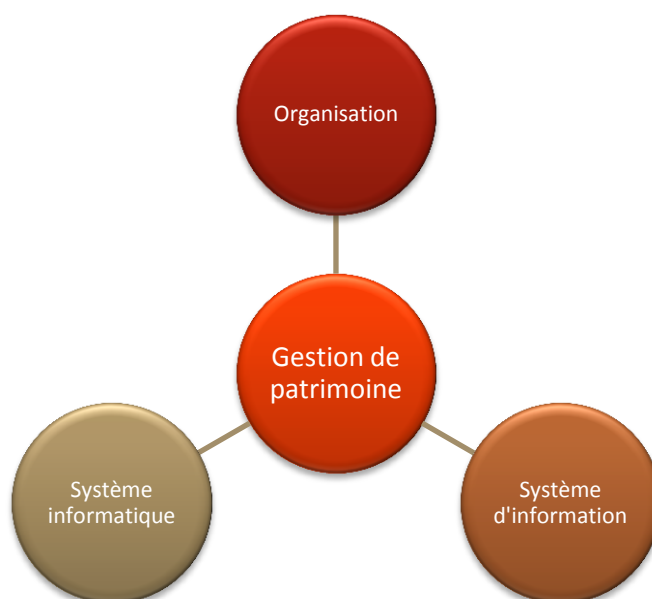 Organisation
Gestion de
patrimoine
Système
informatique
Système
d'information